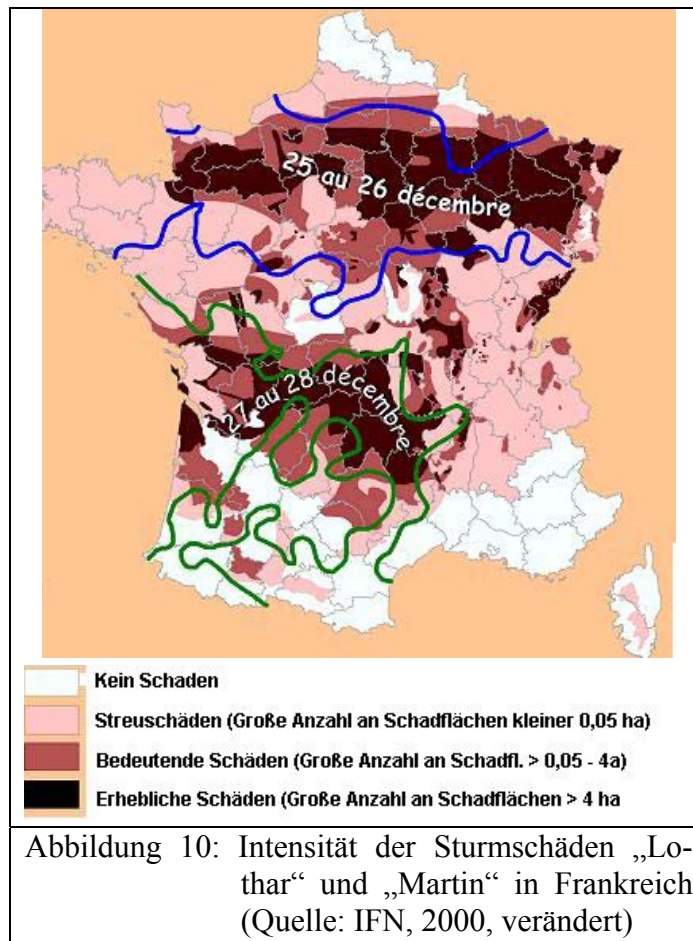 25 au 26 décembre
27 au 28 décembre
Kein Schaden
Streuschäden (Große Anzahl an Schadflächen kleiner 0,05 ha)
Bedeutende Schäden (Große Anzahl an Schadfl. > 0,05 - 4a)
Erhebliche Schäden (Große Anzahl an Schadflächen > 4 ha
Abbildung 10: Intensität der Sturmschäden „Lo-
thar“ und „Martin“ in Frankreich
(Quelle: IFN, 2000, verändert)